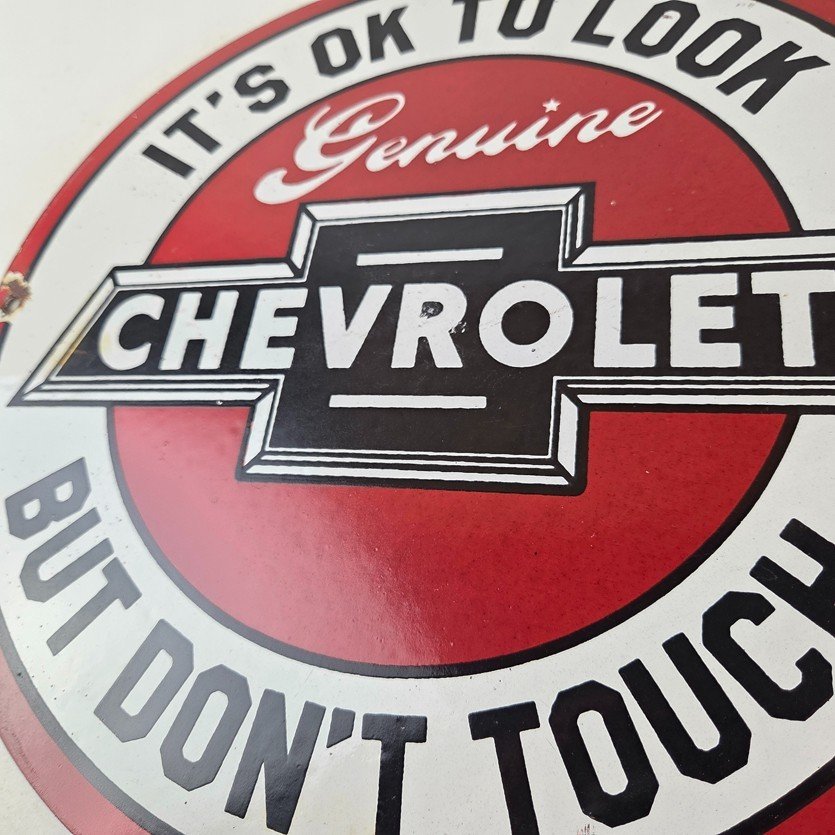 IT'S OK TO LOOK
Genuine
CHEVROLET
BUT DON'T TOUCH